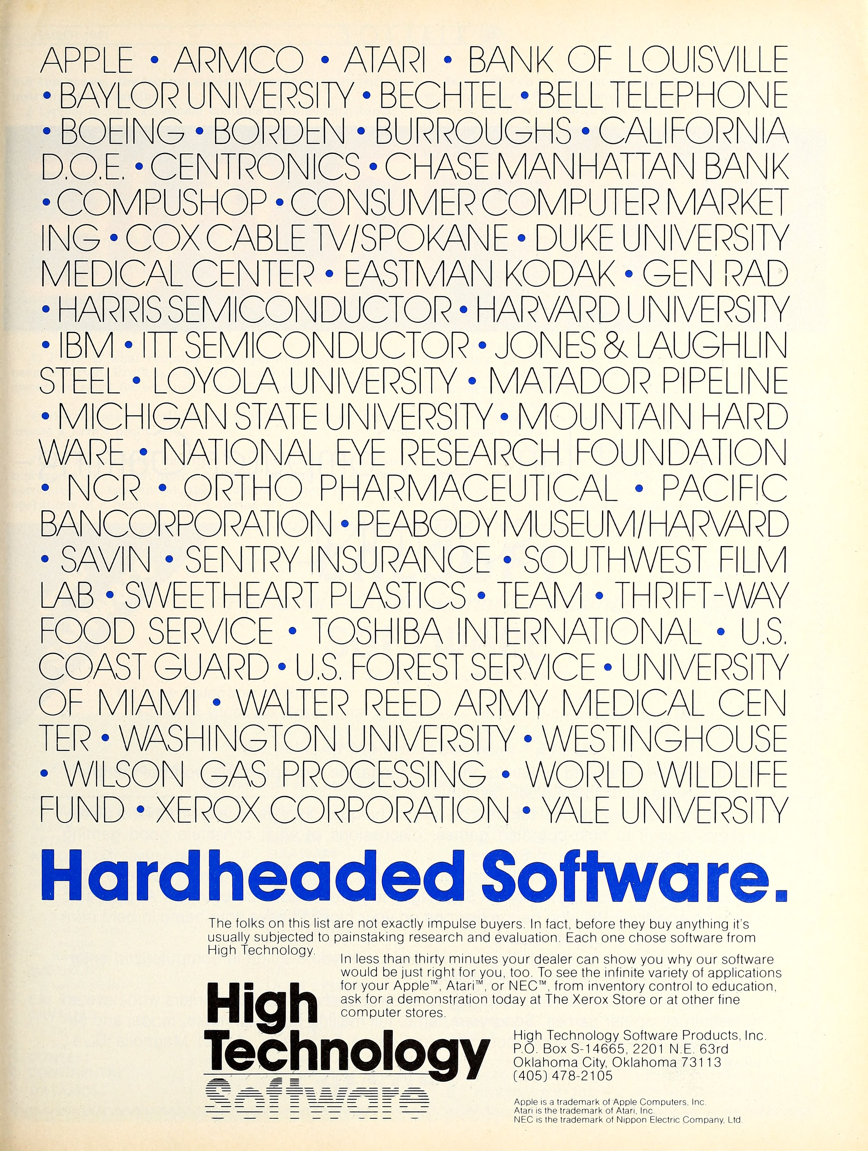 APPLE • ARMCO • ATARI • BANK OF LOUISVILLE
• BAYLOR UNIVERSITY • BECHTEL • BELL TELEPHONE
• BOEING • BORDEN • BURROUGHS • CALIFORNIA
D.O.E. • CENTRONICS • CHASE MANHATTAN BANK
• COMPUSHOP • CONSUMER COMPUTER MARKET
ING • COX CABLE TV/SPOKANE • DUKE UNIVERSITY
MEDICAL CENTER • EASTMAN KODAK • GEN RAD
• HARRIS SEMICONDUCTOR • HARVARD UNIVERSITY
• IBM • ITT SEMICONDUCTOR • JONES & LAUGHLIN
STEEL • LOYOLA UNIVERSITY • MATADOR PIPELINE
• MICHIGAN STATE UNIVERSITY • MOUNTAIN HARD
WARE • NATIONAL EYE RESEARCH FOUNDATION
• NCR • ORTHO PHARMACEUTICAL • PACIFIC
BANCORPORATION • PEABODY MUSEUM/HARVARD
• SAVIN • SENTRY INSURANCE • SOUTHWEST FILM
LAB • SWEETHEART PLASTICS • TEAM • THRIFT-WAY
FOOD SERVICE • TOSHIBA INTERNATIONAL • U.S.
COAST GUARD • U.S. FOREST SERVICE • UNIVERSITY
OF MIAMI • WALTER REED ARMY MEDICAL CEN
TER • WASHINGTON UNIVERSITY • WESTINGHOUSE
• WILSON GAS PROCESSING • WORLD WILDLIFE
FUND • XEROX CORPORATION • YALE UNIVERSITY
Hardheaded Software.
The folks on this list are not exactly impulse buyers. In fact, before they buy anything it's
usually subjected to painstaking research and evaluation. Each one chose software from
High Technology.
In less than thirty minutes your dealer can show you why our software
would be just right for you, too. To see the infinite variety of applications
for your Apple™, Atari™, or NEC™, from inventory control to education,
ask for a demonstration today at The Xerox Store or at other fine
computer stores.
High
Technology
Software
High Technology Software Products, Inc.
P.O. Box S-14665, 2201 N.E. 63rd
Oklahoma City, Oklahoma 73113
(405) 478-2105
Apple is a trademark of Apple Computers, Inc.
Atari is the trademark of Atari, Inc.
NEC is the trademark of Nippon Electric Company, Ltd.